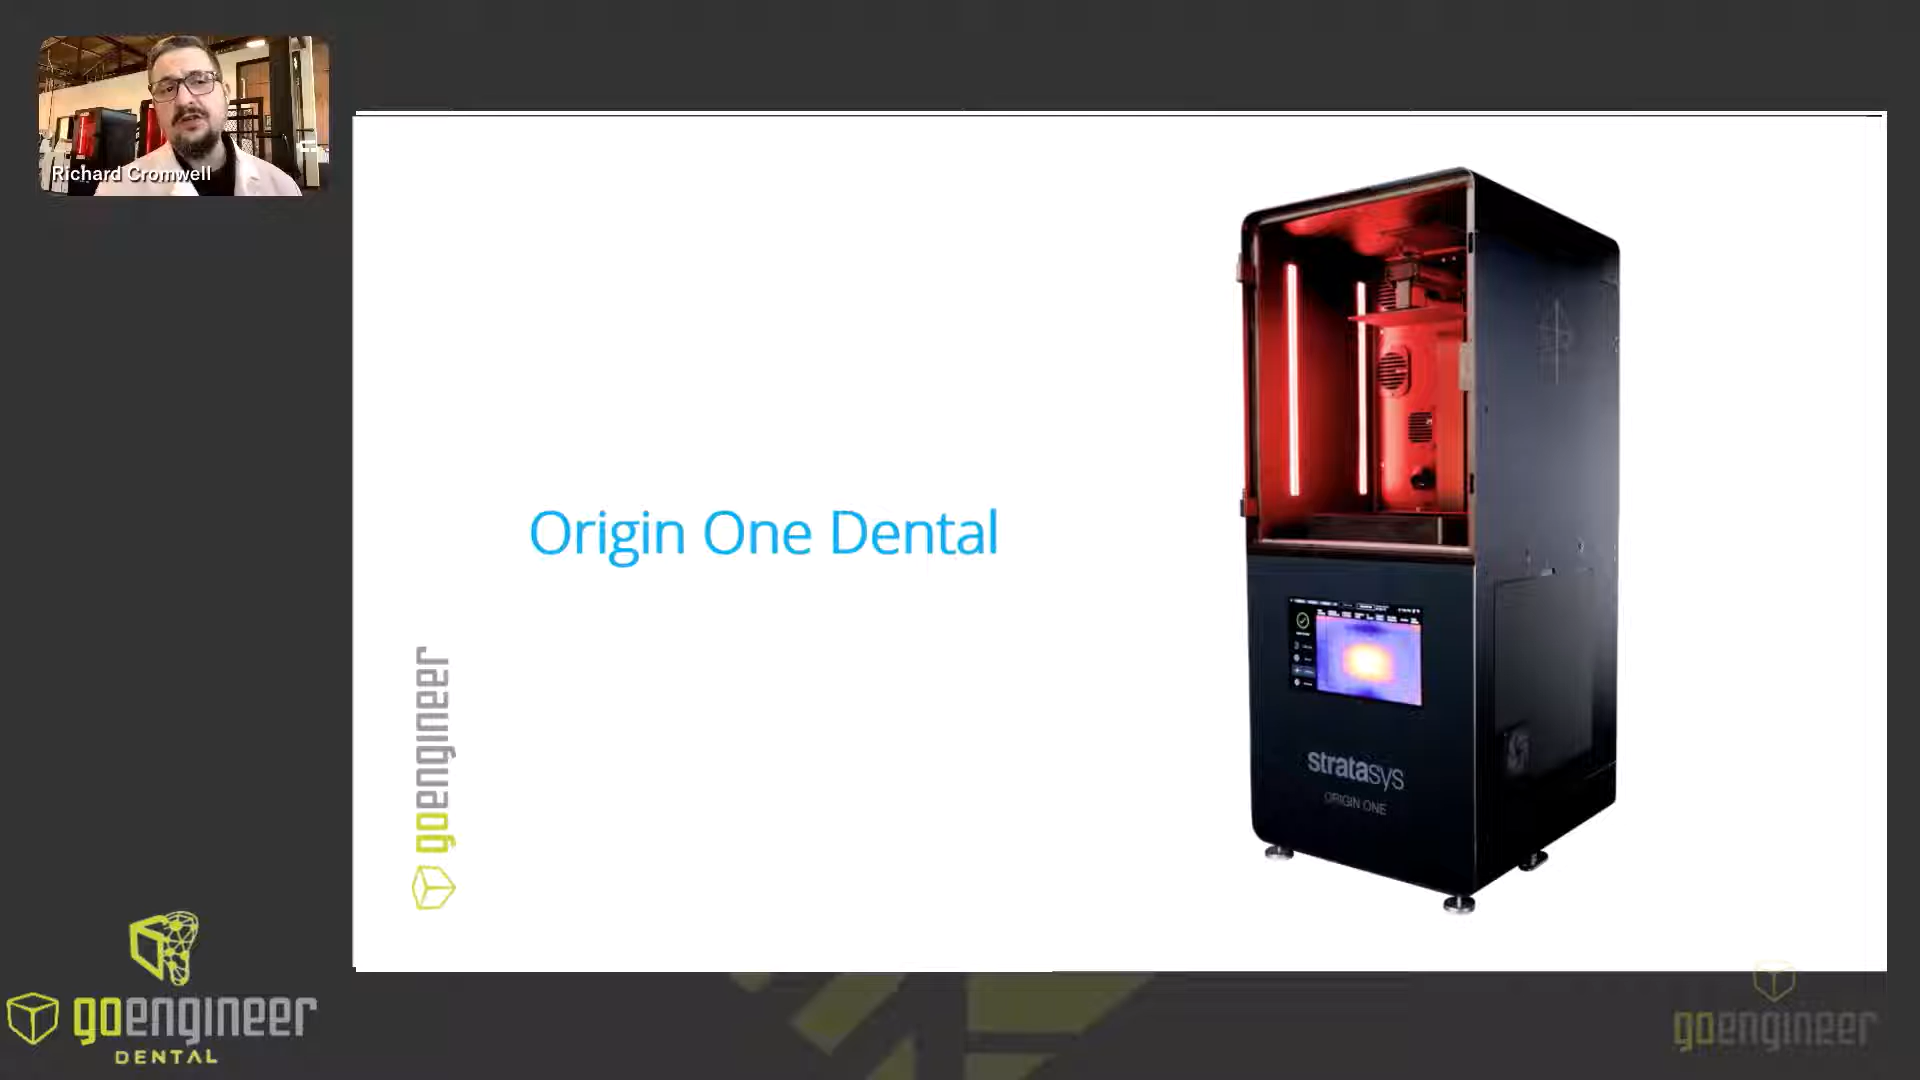 Richard Cromwell
Origin One Dental
goengineer
stratasys
ORIGIN ONE
goengineer
DENTAL
goengineer